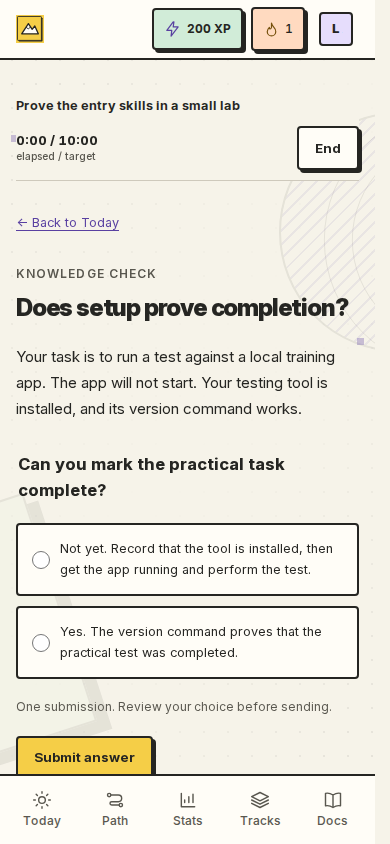 200 XP
1
L
Prove the entry skills in a small lab
0:00 / 10:00
elapsed / target
End
← Back to Today
KNOWLEDGE CHECK
Does setup prove completion?
Your task is to run a test against a local training
app. The app will not start. Your testing tool is
installed, and its version command works.
Can you mark the practical task
complete?
Not yet. Record that the tool is installed, then
get the app running and perform the test.
Yes. The version command proves that the
practical test was completed.
One submission. Review your choice before sending.
Submit answer
Today
Path
Stats
Tracks
Docs